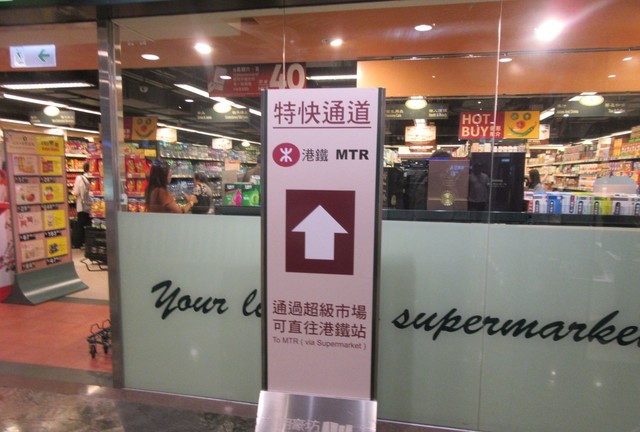 特快通道
港鐵 MTR
通過超級市場
可直往港鐵站
To MTR ( via Supermarket )
Your
supermarke
40
HOT
BUY